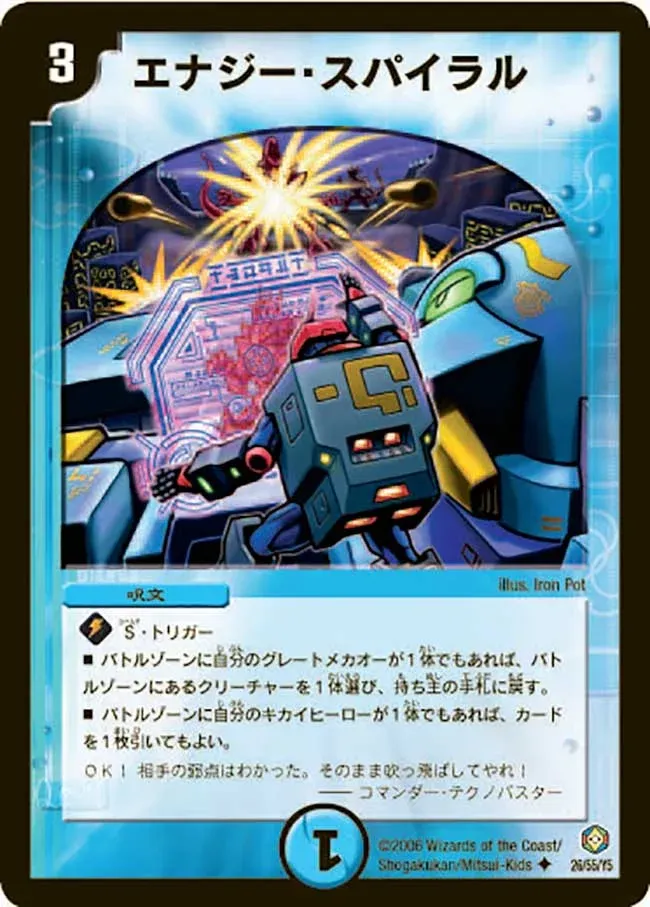 3
エナジー・スパイラル
illus. Iron Pot
呪文
S・トリガー
■ バトルゾーンに自分のグレートメカオーが1体でもあれば、バト
ルゾーンにあるクリーチャーを1体選び、持ち主の手札に戻す。
■ バトルゾーンに自分のキカイヒーローが1体でもあれば、カード
を1枚引いてもよい。
OK! 相手の弱点はわかった。そのまま吹っ飛ばしてやれ!
―― コマンダー・テクノバスター
1
©2006 Wizards of the Coast/
Shogakukan/Mitsui-Kids
26/55/Y5